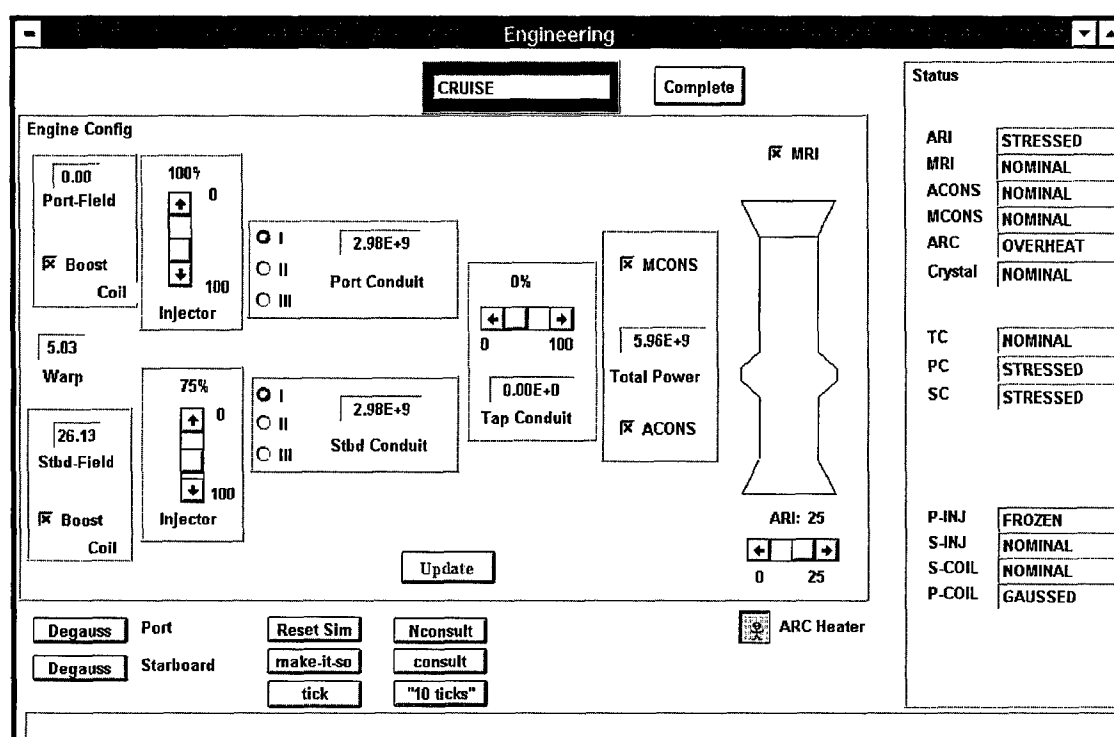 Engineering
CRUISE
Complete
Engine Config
0.00
Port-Field
Boost
Coil
100%
0
100
Injector
I
II
III
2.98E+9
Port Conduit
5.03
Warp
26.13
Stbd-Field
Boost
Coil
75%
0
100
Injector
I
II
III
2.98E+9
Stbd Conduit
0%
0 100
0.00E+0
Tap Conduit
MCONS
5.96E+9
Total Power
ACONS
MRI
ARI: 25
0 25
Update
Status
ARI STRESSED
MRI NOMINAL
ACONS NOMINAL
MCONS NOMINAL
ARC OVERHEAT
Crystal NOMINAL
TC NOMINAL
PC STRESSED
SC STRESSED
P-INJ FROZEN
S-INJ NOMINAL
S-COIL NOMINAL
P-COIL GAUSSED
Degauss Port
Degauss Starboard
Reset Sim
make-it-so
tick
Nconsult
consult
"10 ticks"
ARC Heater